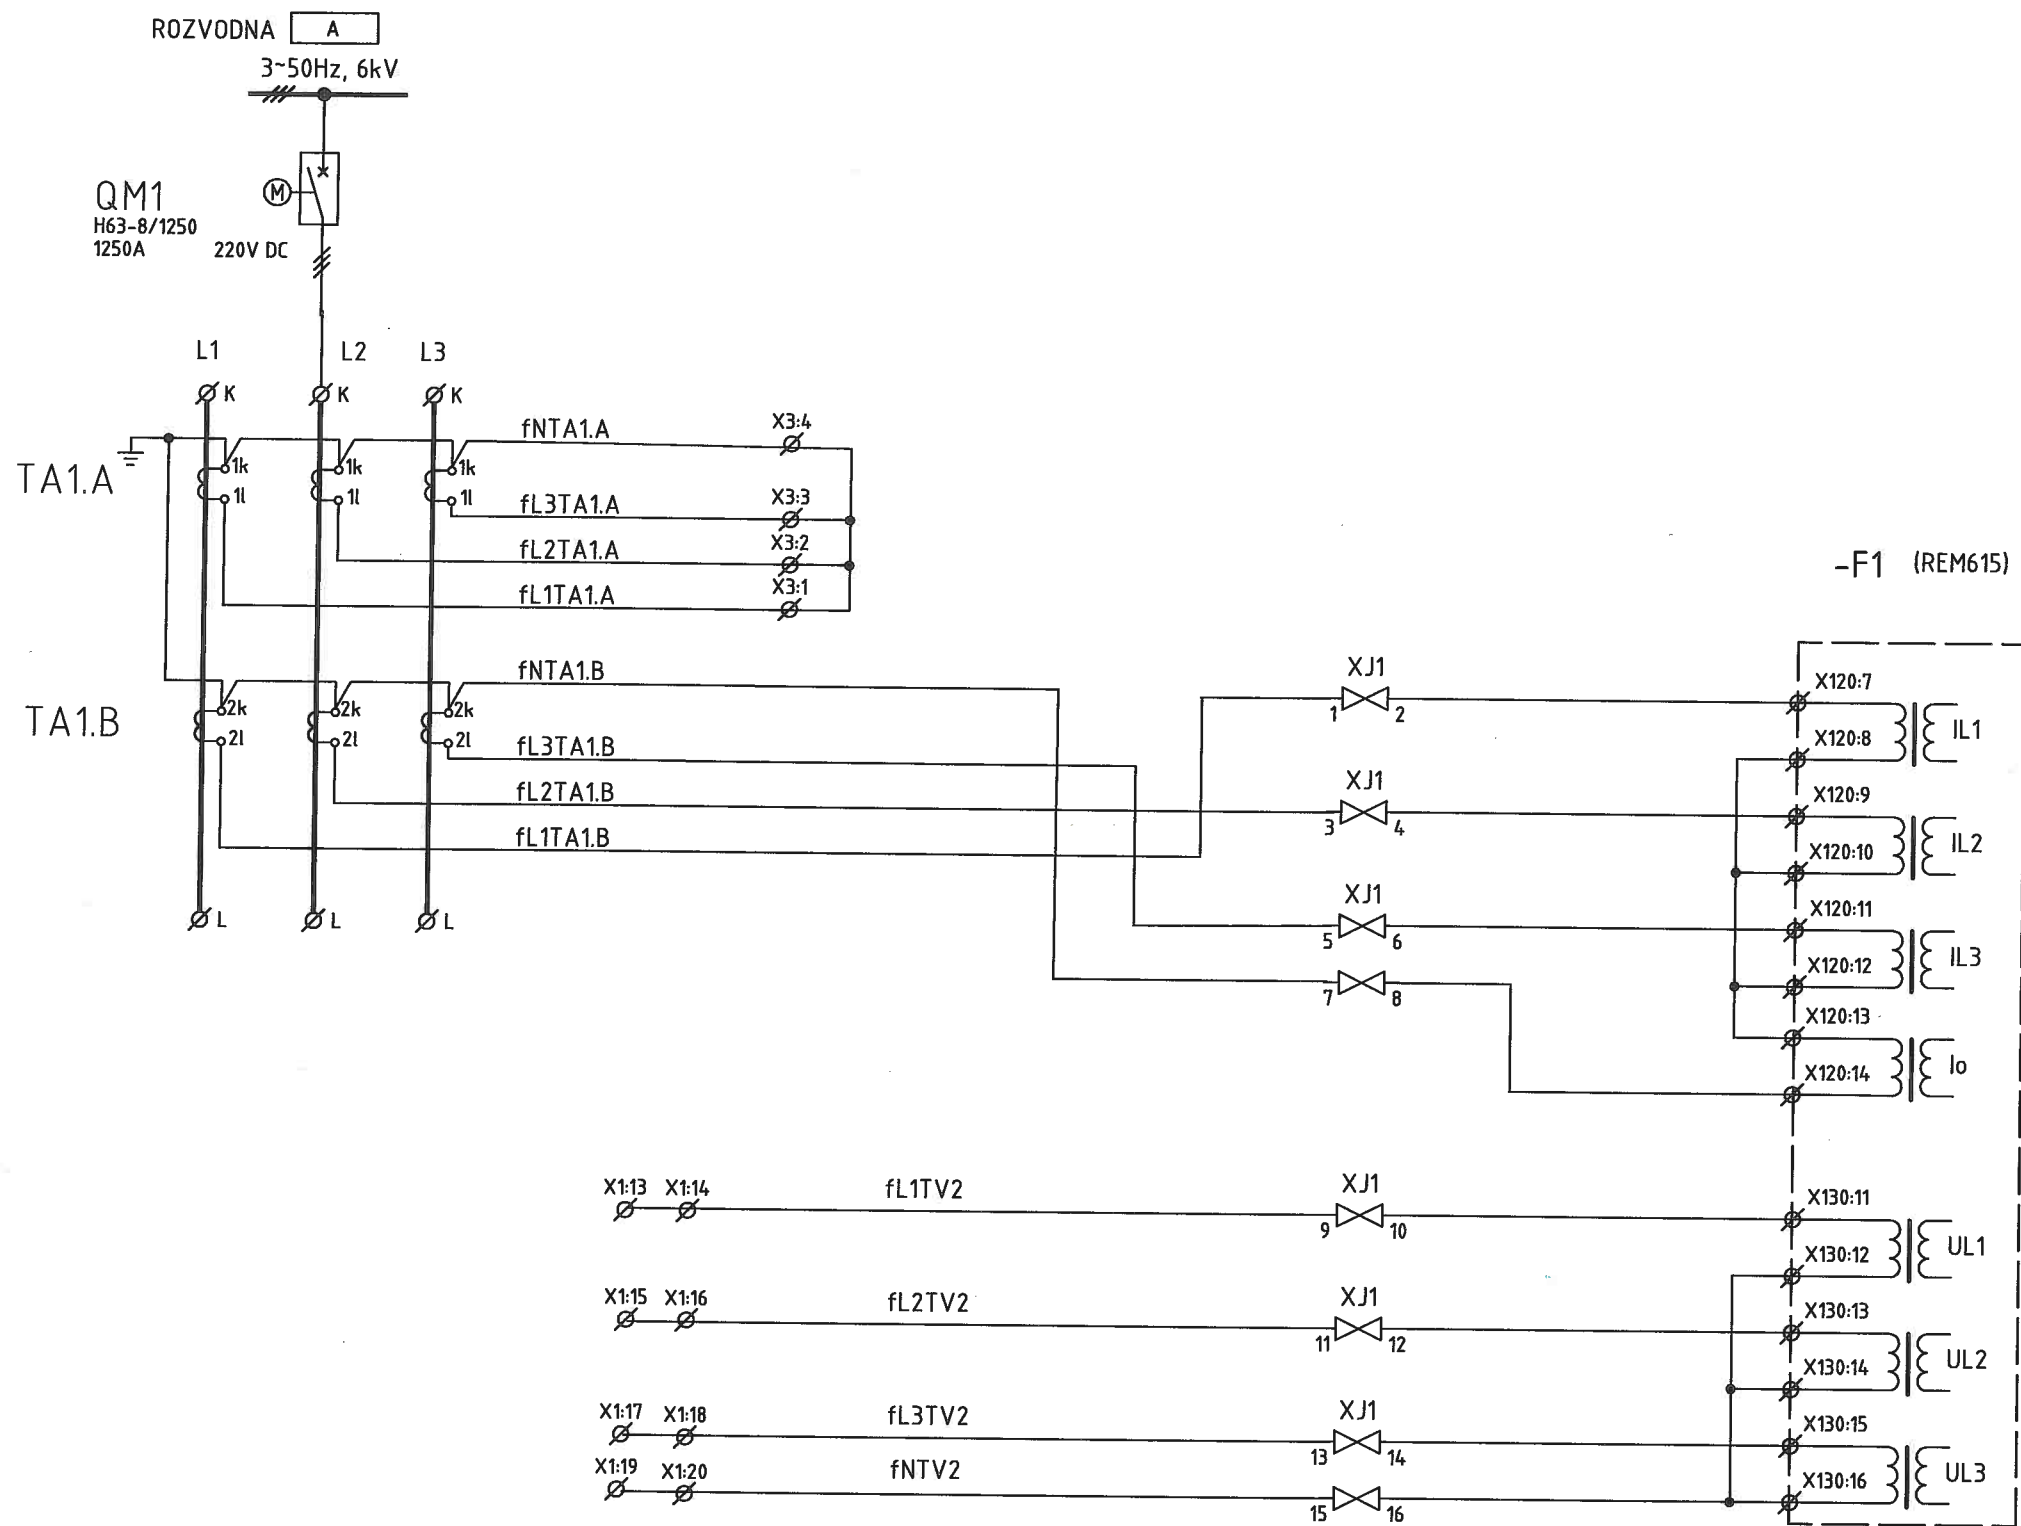 ROZVODNA A
3~50Hz, 6kV
QM1
M
H63-8/1250
1250A 220V DC
L1 L2 L3
K K K
fNTA1.A X3:4
TA1.A
1k 1k 1k
1l 1l 1l
fL3TA1.A X3:3
fL2TA1.A X3:2
fL1TA1.A X3:1
-F1 (REM615)
fNTA1.B
TA1.B
2k 2k 2k
2l 2l 2l
fL3TA1.B
fL2TA1.B
fL1TA1.B
L L L
XJ1
1 2
X120:7
X120:8
IL1
XJ1
3 4
X120:9
X120:10
IL2
XJ1
5 6
X120:11
X120:12
IL3
7 8
X120:13
X120:14
Io
X1:13 X1:14 fL1TV2 XJ1
9 10
X130:11
X130:12
UL1
X1:15 X1:16 fL2TV2 XJ1
11 12
X130:13
X130:14
UL2
X1:17 X1:18 fL3TV2 XJ1
13 14
X130:15
X1:19 X1:20 fNTV2
15 16
X130:16
UL3